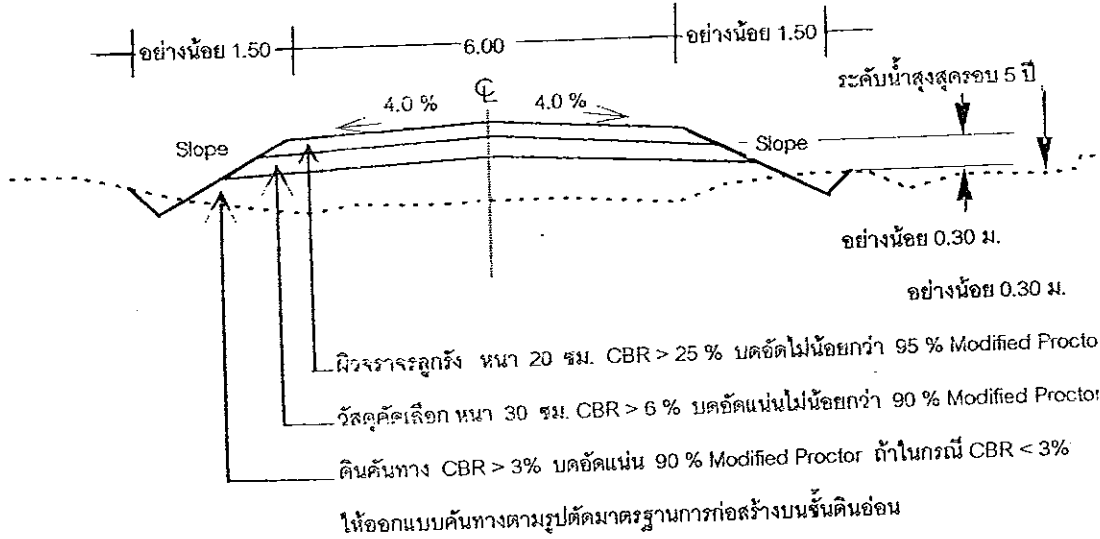 อย่างน้อย 1.50
6.00
อย่างน้อย 1.50
ระดับน้ำสูงสุดรอบ 5 ปี
4.0 %
CL
4.0 %
Slope
Slope
อย่างน้อย 0.30 ม.
อย่างน้อย 0.30 ม.
ผิวจราจรลูกรัง หนา 20 ซม. CBR > 25 % บดอัดไม่น้อยกว่า 95 % Modified Procto
วัสดุคัดเลือก หนา 30 ซม. CBR > 6 % บดอัดแน่นไม่น้อยกว่า 90 % Modified Proctor
ดินคันทาง CBR > 3% บดอัดแน่น 90 % Modified Proctor ถ้าในกรณี CBR < 3%
ให้ออกแบบคันทางตามรูปตัดมาตรฐานการก่อสร้างบนชั้นดินอ่อน